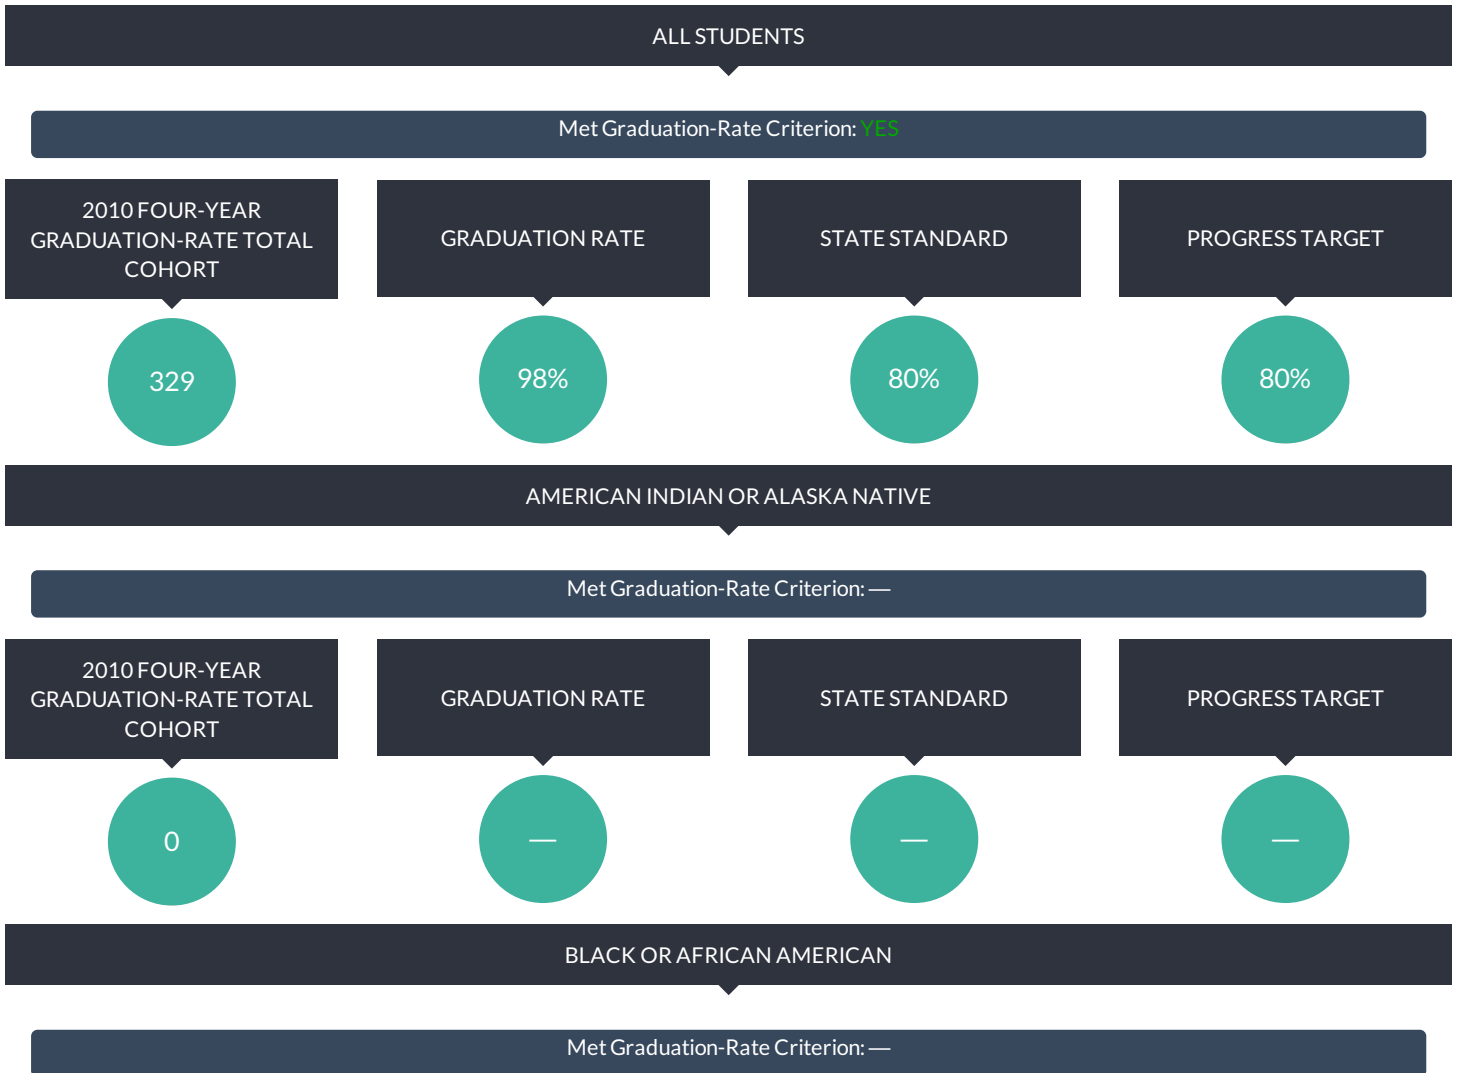 ALL STUDENTS
Met Graduation-Rate Criterion: YES
2010 FOUR-YEAR
GRADUATION-RATE TOTAL
COHORT
GRADUATION RATE
STATE STANDARD
PROGRESS TARGET
329
98%
80%
80%
AMERICAN INDIAN OR ALASKA NATIVE
Met Graduation-Rate Criterion: —
2010 FOUR-YEAR
GRADUATION-RATE TOTAL
COHORT
GRADUATION RATE
STATE STANDARD
PROGRESS TARGET
0
—
—
—
BLACK OR AFRICAN AMERICAN
Met Graduation-Rate Criterion: —